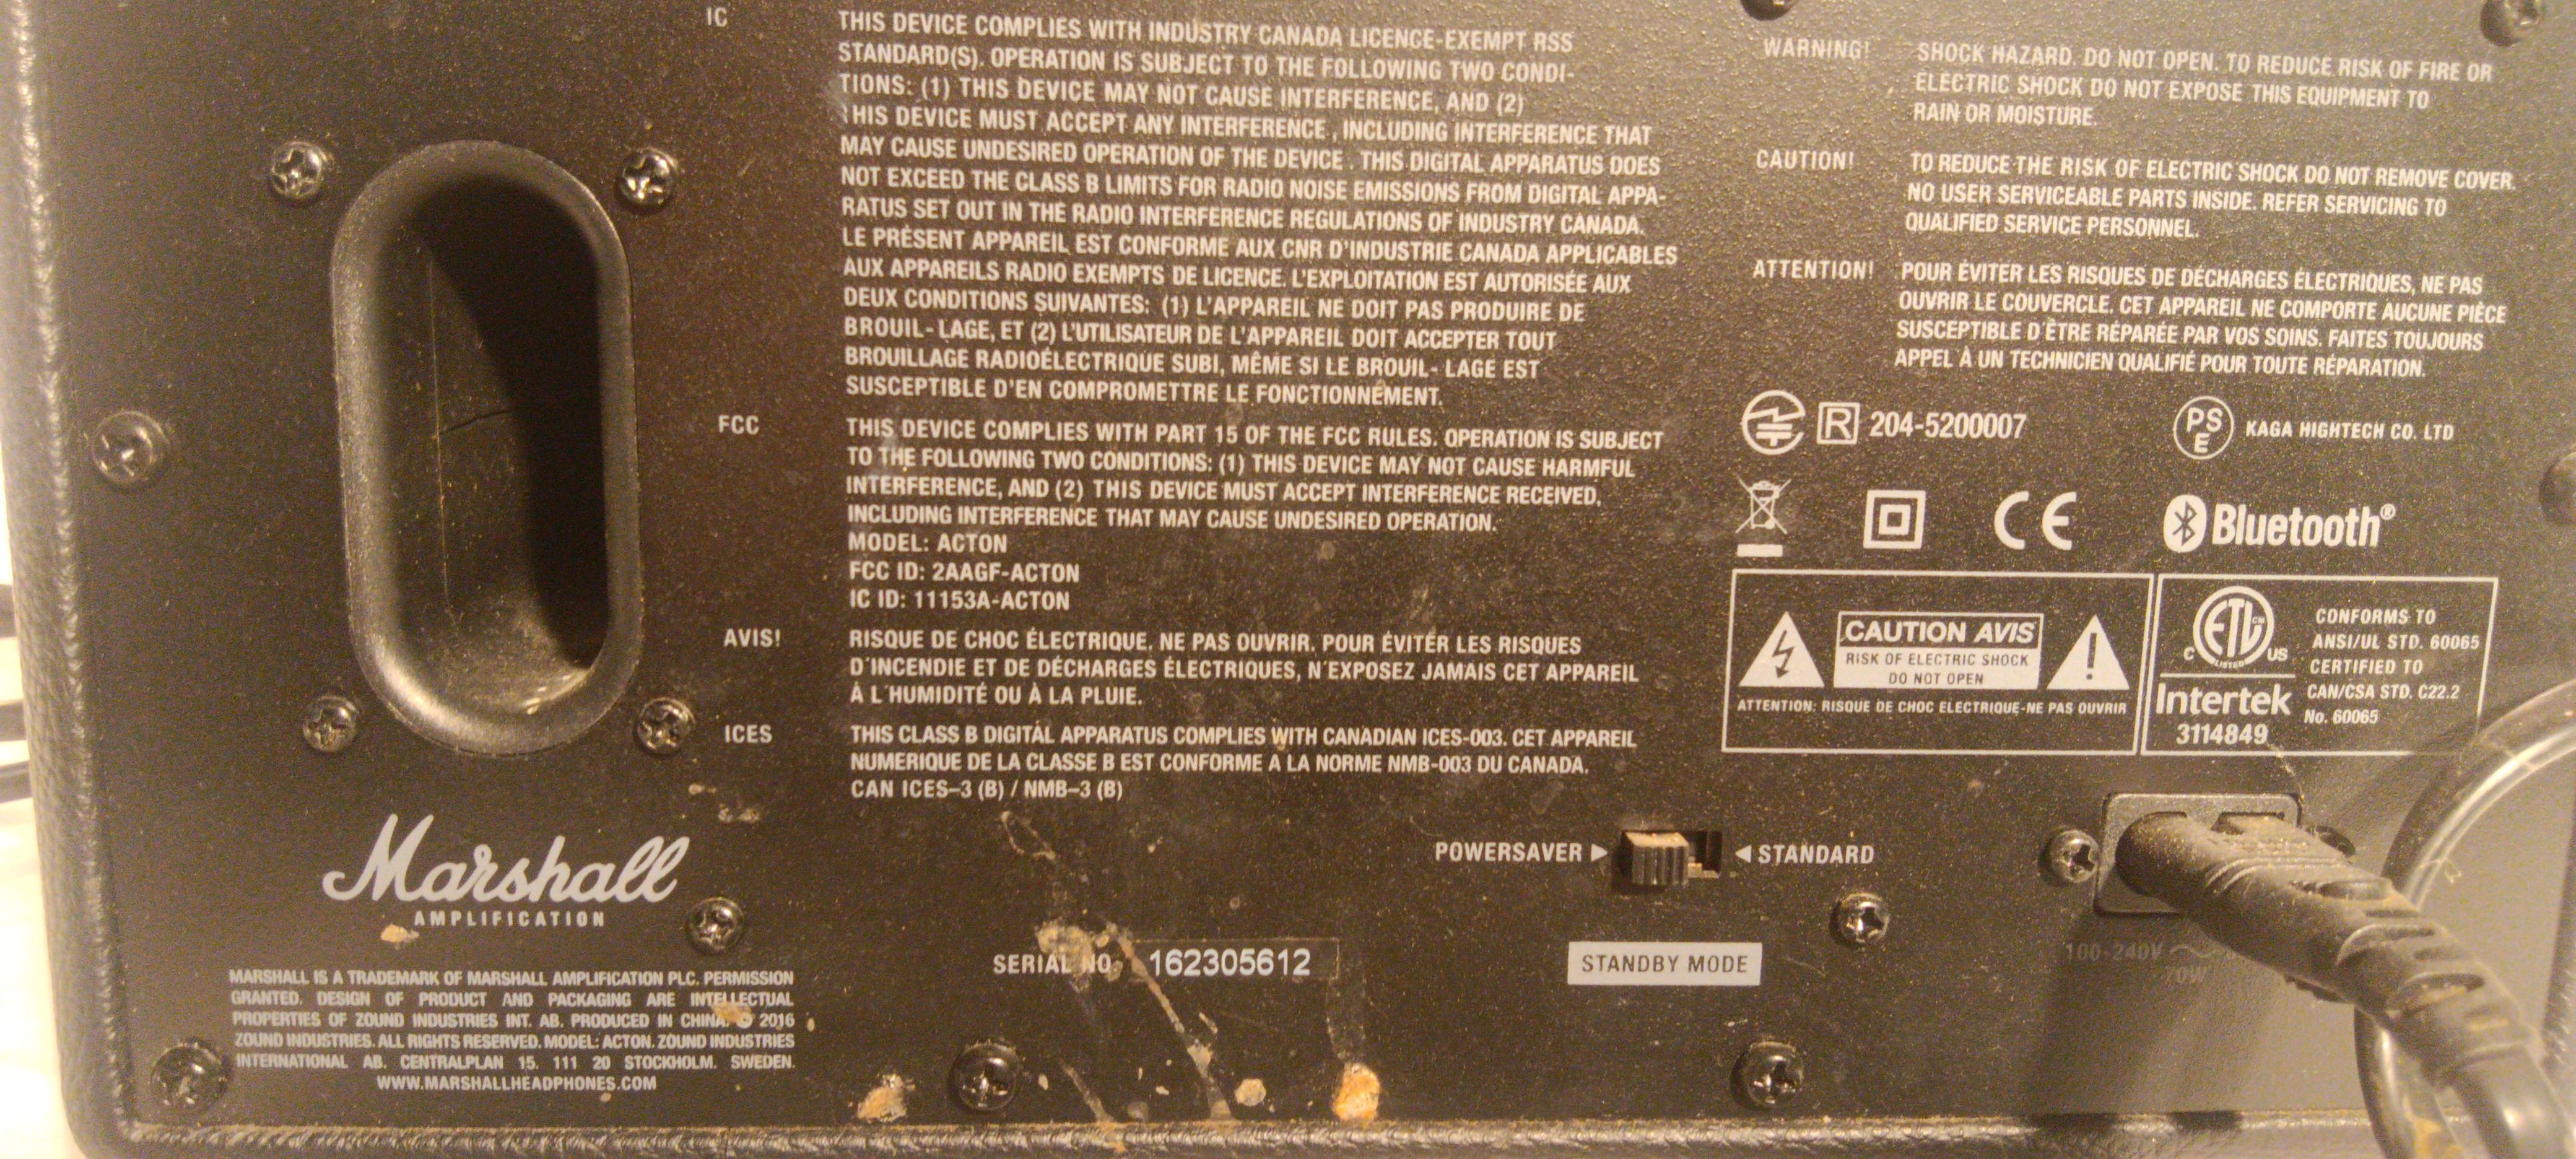 IC
THIS DEVICE COMPLIES WITH INDUSTRY CANADA LICENCE-EXEMPT RSS
STANDARD(S). OPERATION IS SUBJECT TO THE FOLLOWING TWO CONDI-
TIONS: (1) THIS DEVICE MAY NOT CAUSE INTERFERENCE, AND (2)
THIS DEVICE MUST ACCEPT ANY INTERFERENCE , INCLUDING INTERFERENCE THAT
MAY CAUSE UNDESIRED OPERATION OF THE DEVICE . THIS DIGITAL APPARATUS DOES
NOT EXCEED THE CLASS B LIMITS FOR RADIO NOISE EMISSIONS FROM DIGITAL APPA-
RATUS SET OUT IN THE RADIO INTERFERENCE REGULATIONS OF INDUSTRY CANADA.
LE PRÉSENT APPAREIL EST CONFORME AUX CNR D'INDUSTRIE CANADA APPLICABLES
AUX APPAREILS RADIO EXEMPTS DE LICENCE. L'EXPLOITATION EST AUTORISÉE AUX
DEUX CONDITIONS SUIVANTES: (1) L'APPAREIL NE DOIT PAS PRODUIRE DE
BROUIL- LAGE, ET (2) L'UTILISATEUR DE L'APPAREIL DOIT ACCEPTER TOUT
BROUILLAGE RADIOÉLECTRIQUE SUBI, MÊME SI LE BROUIL- LAGE EST
SUSCEPTIBLE D'EN COMPROMETTRE LE FONCTIONNEMENT.
FCC
THIS DEVICE COMPLIES WITH PART 15 OF THE FCC RULES. OPERATION IS SUBJECT
TO THE FOLLOWING TWO CONDITIONS: (1) THIS DEVICE MAY NOT CAUSE HARMFUL
INTERFERENCE, AND (2) THIS DEVICE MUST ACCEPT INTERFERENCE RECEIVED,
INCLUDING INTERFERENCE THAT MAY CAUSE UNDESIRED OPERATION.
MODEL: ACTON
FCC ID: 2AAGF-ACTON
IC ID: 11153A-ACTON
AVIS!
RISQUE DE CHOC ÉLECTRIQUE. NE PAS OUVRIR. POUR ÉVITER LES RISQUES
D'INCENDIE ET DE DÉCHARGES ÉLECTRIQUES, N'EXPOSEZ JAMAIS CET APPAREIL
À L'HUMIDITÉ OU À LA PLUIE.
ICES
THIS CLASS B DIGITAL APPARATUS COMPLIES WITH CANADIAN ICES-003. CET APPAREIL
NUMERIQUE DE LA CLASSE B EST CONFORME A LA NORME NMB-003 DU CANADA.
CAN ICES-3 (B) / NMB-3 (B)
WARNING!
SHOCK HAZARD. DO NOT OPEN. TO REDUCE RISK OF FIRE OR
ELECTRIC SHOCK DO NOT EXPOSE THIS EQUIPMENT TO
RAIN OR MOISTURE.
CAUTION!
TO REDUCE THE RISK OF ELECTRIC SHOCK DO NOT REMOVE COVER.
NO USER SERVICEABLE PARTS INSIDE. REFER SERVICING TO
QUALIFIED SERVICE PERSONNEL.
ATTENTION!
POUR ÉVITER LES RISQUES DE DÉCHARGES ÉLECTRIQUES, NE PAS
OUVRIR LE COUVERCLE. CET APPAREIL NE COMPORTE AUCUNE PIÈCE
SUSCEPTIBLE D'ÊTRE RÉPARÉE PAR VOS SOINS. FAITES TOUJOURS
APPEL À UN TECHNICIEN QUALIFIÉ POUR TOUTE RÉPARATION.
R 204-5200007
PSE KAGA HIGHTECH CO. LTD
CE
Bluetooth®
CAUTION AVIS
RISK OF ELECTRIC SHOCK
DO NOT OPEN
ATTENTION: RISQUE DE CHOC ELECTRIQUE-NE PAS OUVRIR
ETL CM
C LISTED US
Intertek
3114849
CONFORMS TO
ANSI/UL STD. 60065
CERTIFIED TO
CAN/CSA STD. C22.2
No. 60065
POWERSAVER
STANDARD
STANDBY MODE
100-240V ~
70W
SERIAL NO. 162305612
Marshall
AMPLIFICATION
MARSHALL IS A TRADEMARK OF MARSHALL AMPLIFICATION PLC. PERMISSION
GRANTED. DESIGN OF PRODUCT AND PACKAGING ARE INTELLECTUAL
PROPERTIES OF ZOUND INDUSTRIES INT. AB. PRODUCED IN CHINA. © 2016
ZOUND INDUSTRIES. ALL RIGHTS RESERVED. MODEL: ACTON. ZOUND INDUSTRIES
INTERNATIONAL AB. CENTRALPLAN 15. 111 20 STOCKHOLM. SWEDEN.
WWW.MARSHALLHEADPHONES.COM